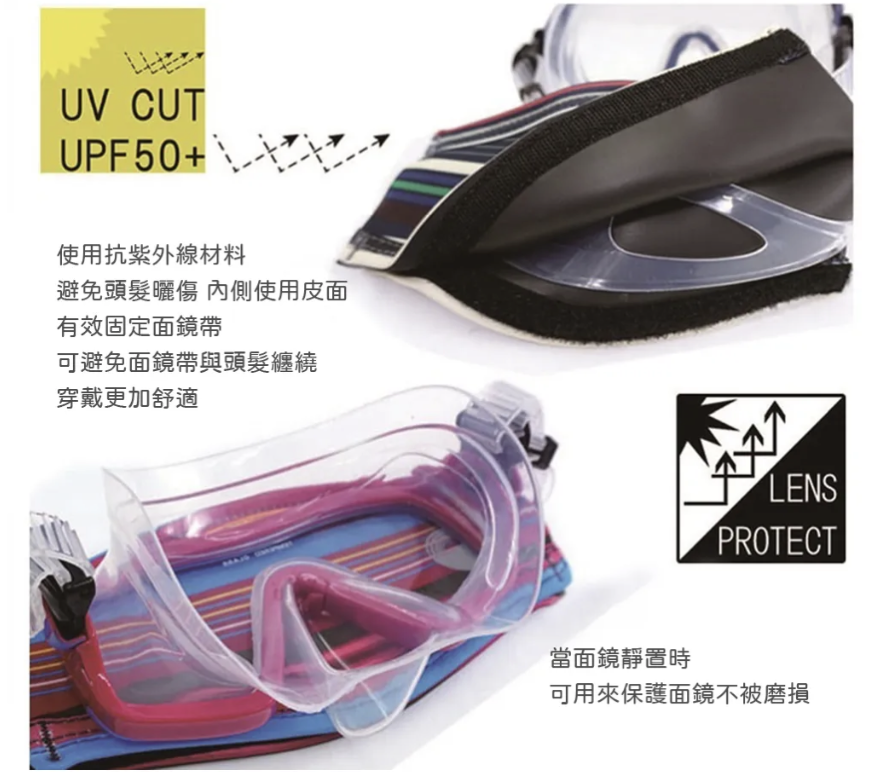 UV CUT
UPF50+
使用抗紫外線材料
避免頭髮曬傷 內側使用皮面
有效固定面鏡帶
可避免面鏡帶與頭髮纏繞
穿戴更加舒適
LENS
PROTECT
當面鏡靜置時
可用來保護面鏡不被磨損